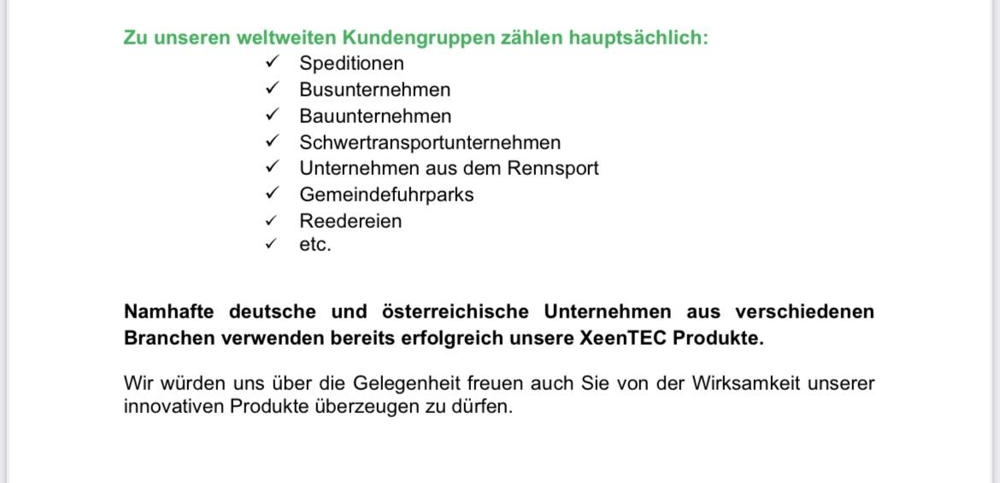 Zu unseren weltweiten Kundengruppen zählen hauptsächlich:
✓ Speditionen
✓ Busunternehmen
✓ Bauunternehmen
✓ Schwertransportunternehmen
✓ Unternehmen aus dem Rennsport
✓ Gemeindefuhrparks
✓ Reedereien
✓ etc.
Namhafte deutsche und österreichische Unternehmen aus verschiedenen
Branchen verwenden bereits erfolgreich unsere XeenTEC Produkte.
Wir würden uns über die Gelegenheit freuen auch Sie von der Wirksamkeit unserer
innovativen Produkte überzeugen zu dürfen.